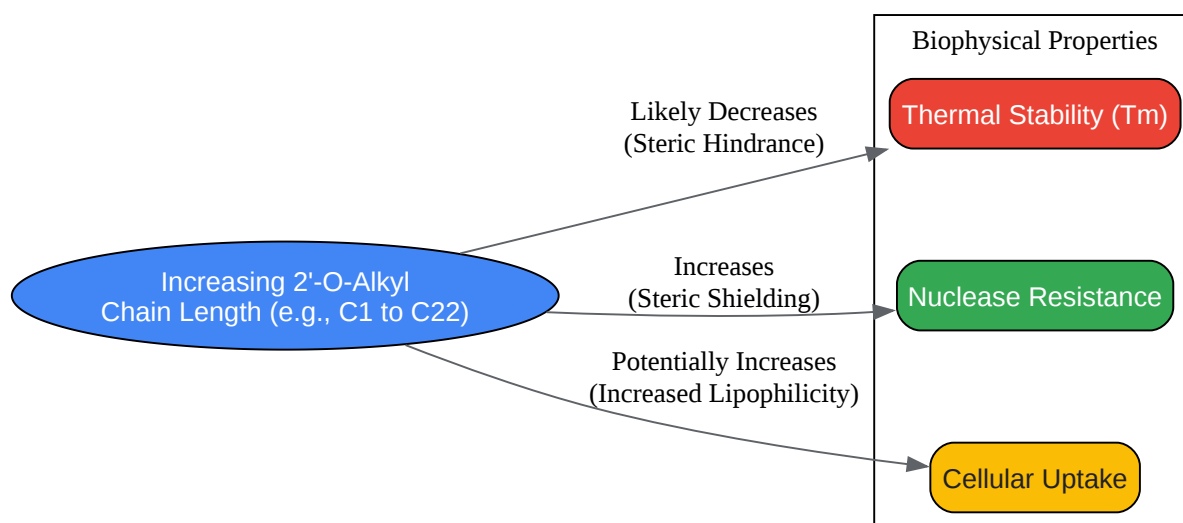 Biophysical Properties
Thermal Stability (Tm)
Likely Decreases
(Steric Hindrance)
Increasing 2'-O-Alkyl
Chain Length (e.g., C1 to C22)
Increases
(Steric Shielding)
Nuclease Resistance
Potentially Increases
(Increased Lipophilicity)
Cellular Uptake